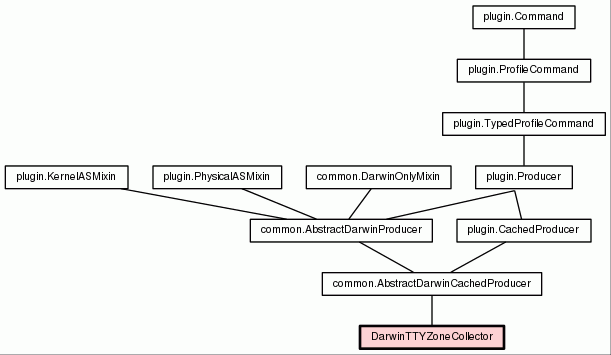 plugin.Command
plugin.ProfileCommand
plugin.TypedProfileCommand
plugin.KernelASMixin
plugin.PhysicalASMixin
common.DarwinOnlyMixin
plugin.Producer
common.AbstractDarwinProducer
plugin.CachedProducer
common.AbstractDarwinCachedProducer
DarwinTTYZoneCollector